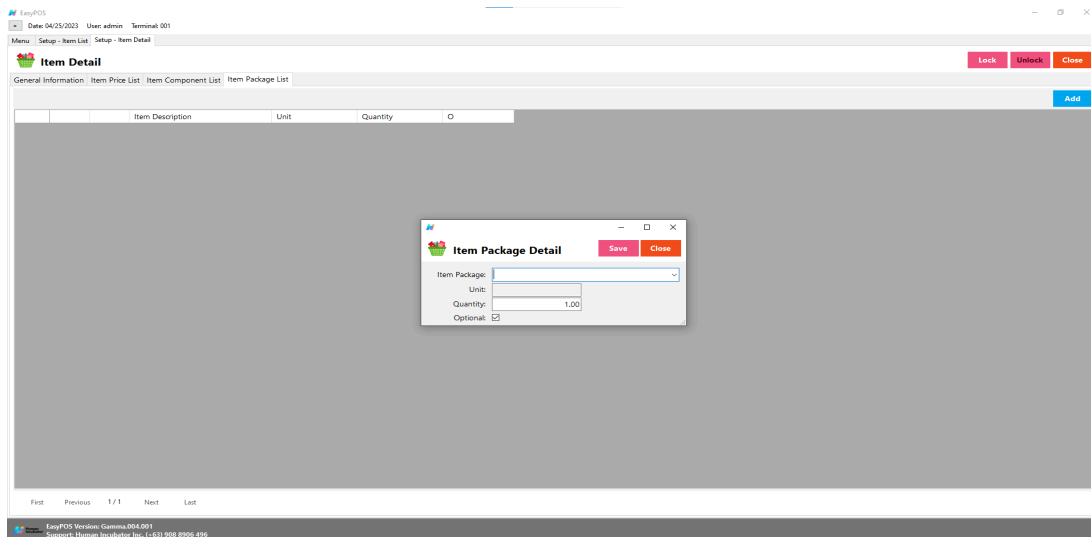 EasyPOS
Date: 04/25/2023 User: admin Terminal: 001
Menu Setup - Item List Setup - Item Detail
Item Detail Lock Unlock Close
General Information Item Price List Item Component List Item Package List
Add
Item Description Unit Quantity O
Item Package Detail Save Close
Item Package:
Unit:
Quantity: 1.00
Optional:
First Previous 1 / 1 Next Last
Human Incubator
EasyPOS Version: Gamma.004.001
Support: Human Incubator Inc. (+63) 908 8906 496